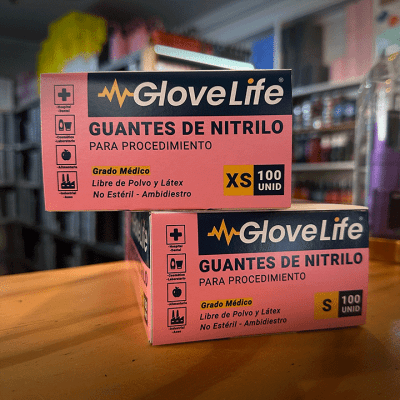 GloveLife
GUANTES DE NITRILO
PARA PROCEDIMIENTO
Grado Médico
Libre de Polvo y Látex
No Estéril - Ambidiestro
XS
100
UNID
GloveLife
GUANTES DE NITRILO
PARA PROCEDIMIENTO
Grado Médico
Libre de Polvo y Látex
No Estéril - Ambidiestro
S
100
UNID